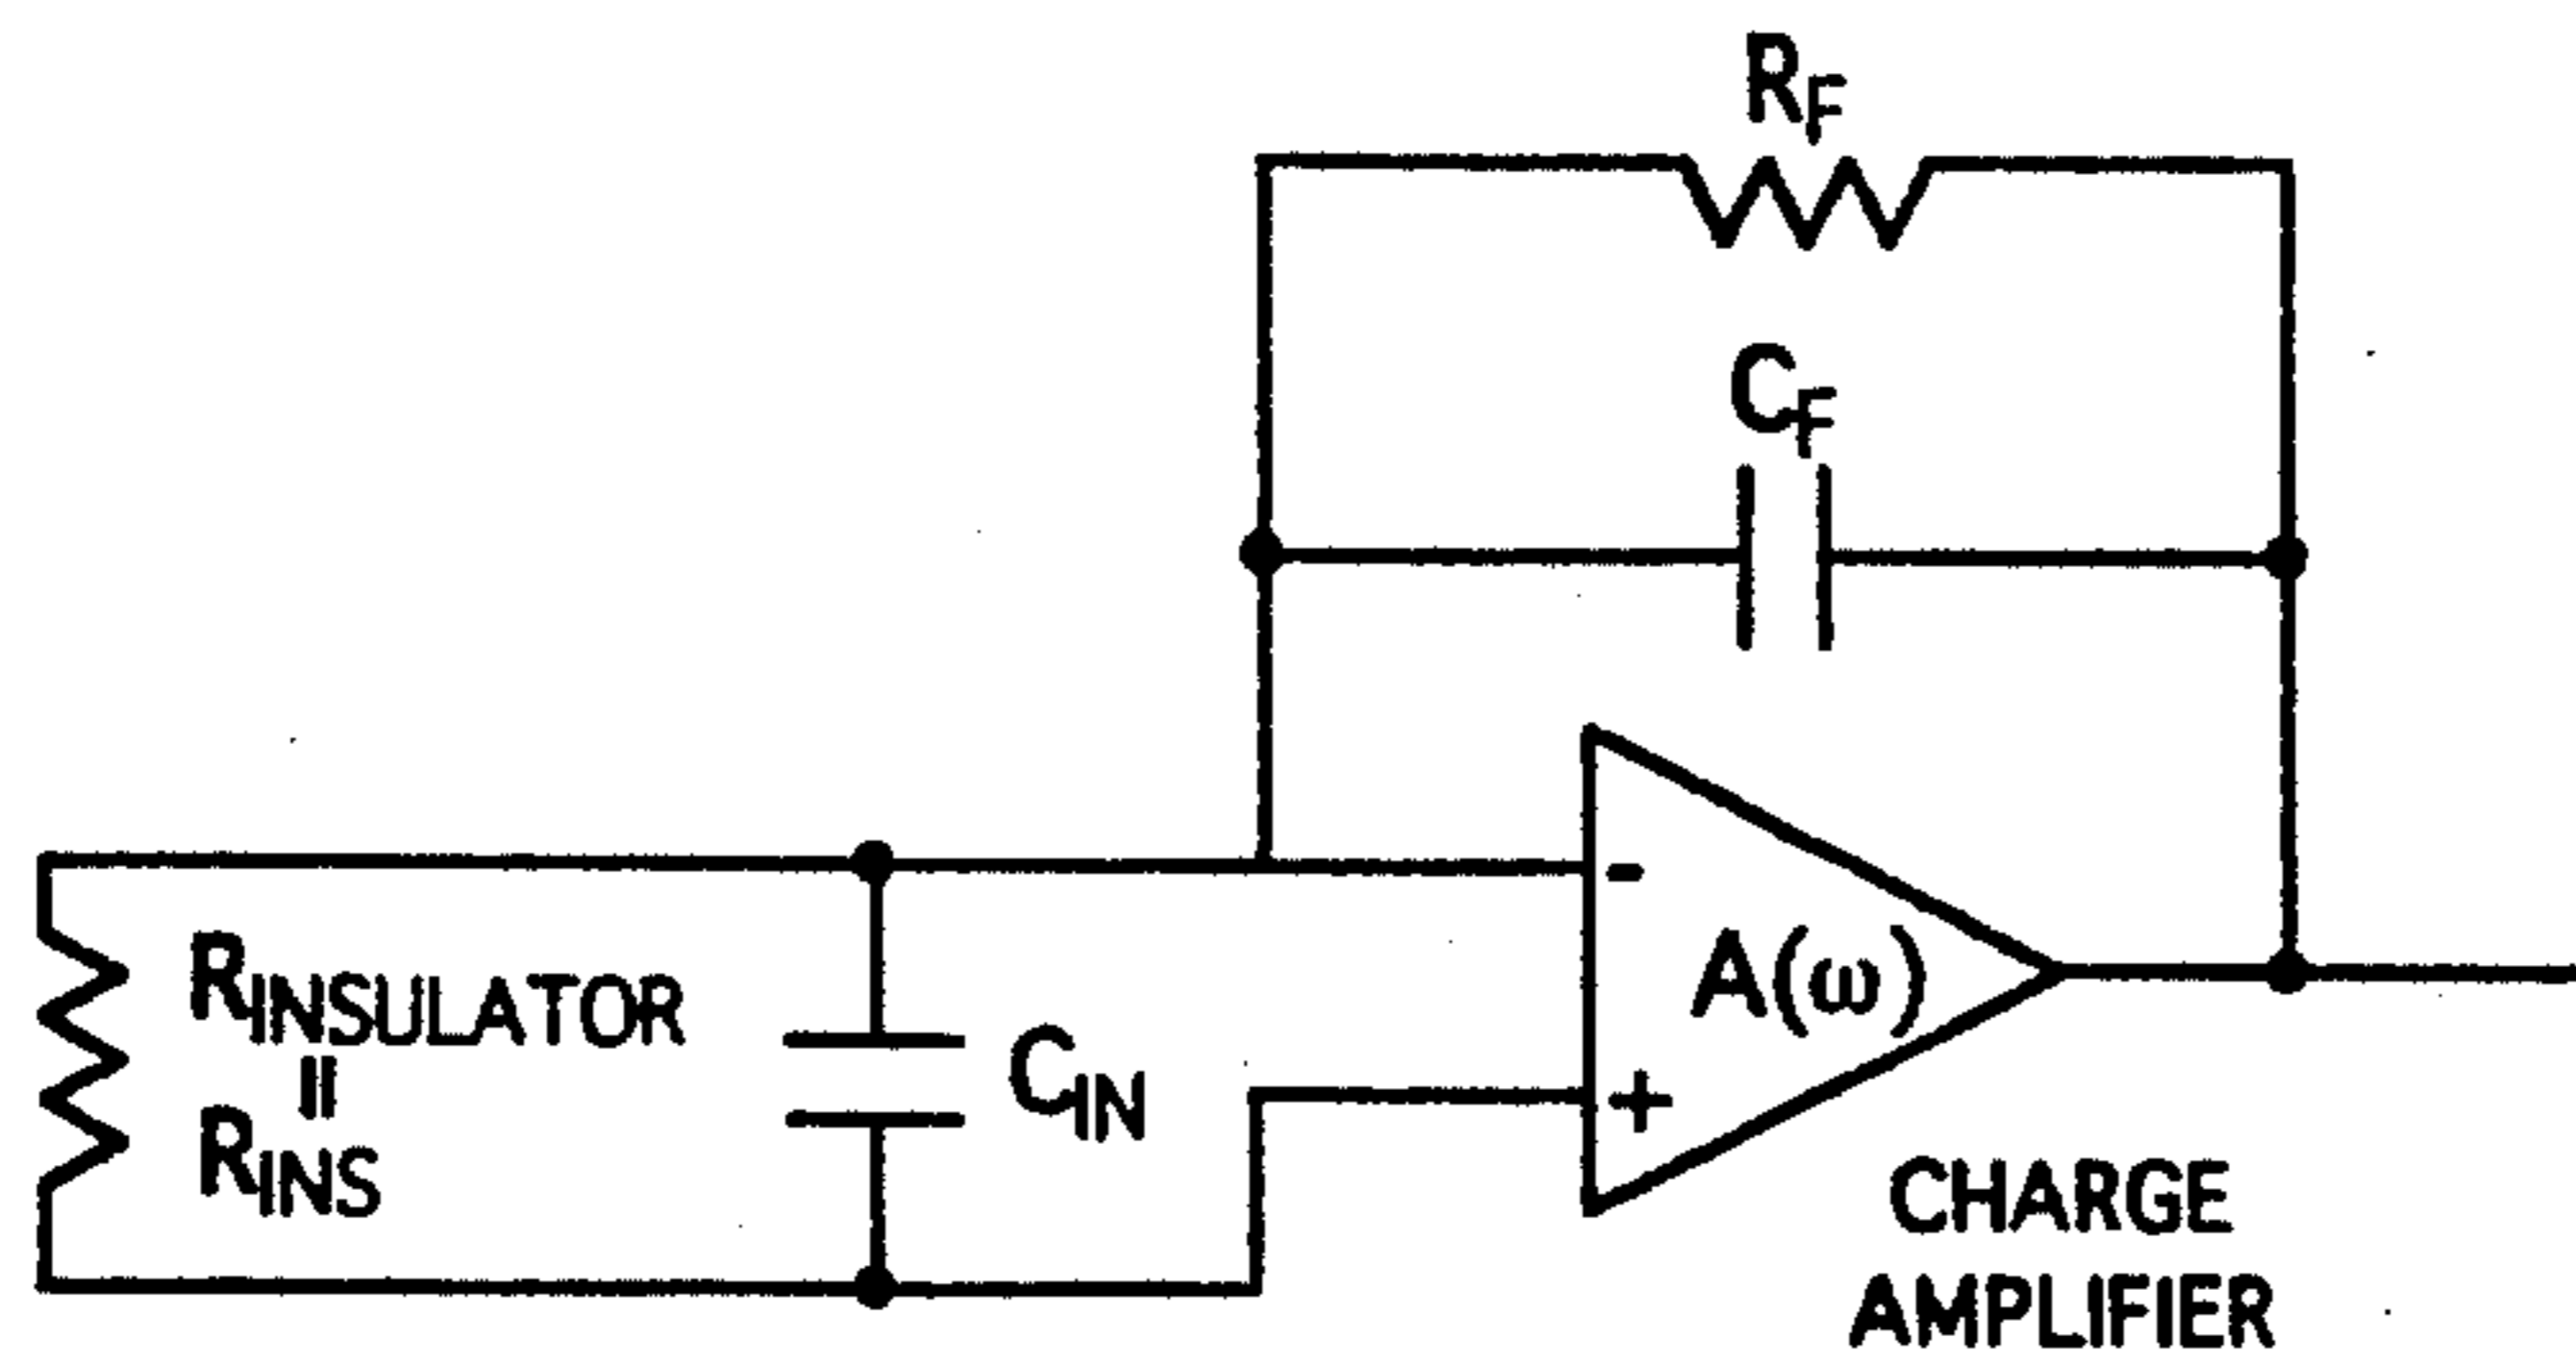 R_F
C_F
-
A(ω)
+
R_INSULATOR
=
R_INS
C_IN
CHARGE
AMPLIFIER